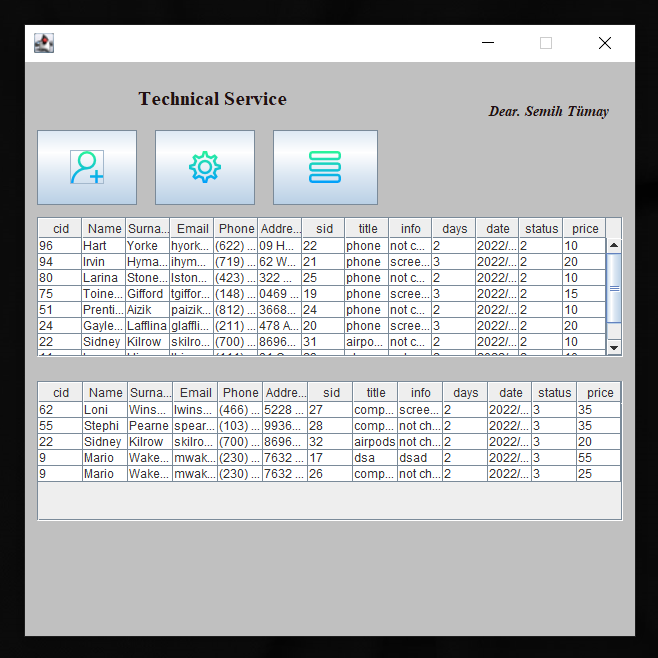 Technical Service
Dear. Semih Tümay
cid Name Surna... Email Phone Addre... sid title info days date status price
96 Hart Yorke hyork... (622) ... 09 H... 22 phone not c... 2 2022/... 2 10
94 Irvin Hyma... ihym... (719) ... 62 W... 21 phone scree... 3 2022/... 2 20
80 Larina Stone... lston... (423) ... 322 ... 25 phone not c... 2 2022/... 2 10
75 Toine... Gifford tgiffor... (148) ... 0469 ... 19 phone scree... 3 2022/... 2 15
51 Prenti... Aizik paizik... (812) ... 3668... 24 phone not c... 2 2022/... 2 10
24 Gayle... Lafflina glaffli... (211) ... 478 A... 20 phone scree... 3 2022/... 2 20
22 Sidney Kilrow skilro... (700) ... 8696... 31 airpo... not c... 2 2022/... 2 10
cid Name Surna... Email Phone Addre... sid title info days date status price
62 Loni Wins... lwins... (466) ... 5228 ... 27 comp... scree... 2 2022/... 3 35
55 Stephi Pearne spear... (103) ... 9936... 28 comp... not ch... 2 2022/... 3 35
22 Sidney Kilrow skilro... (700) ... 8696... 32 airpods not ch... 2 2022/... 3 20
9 Mario Wake... mwak... (230) ... 7632 ... 17 dsa dsad 2 2022/... 3 55
9 Mario Wake... mwak... (230) ... 7632 ... 26 comp... not ch... 2 2022/... 3 25